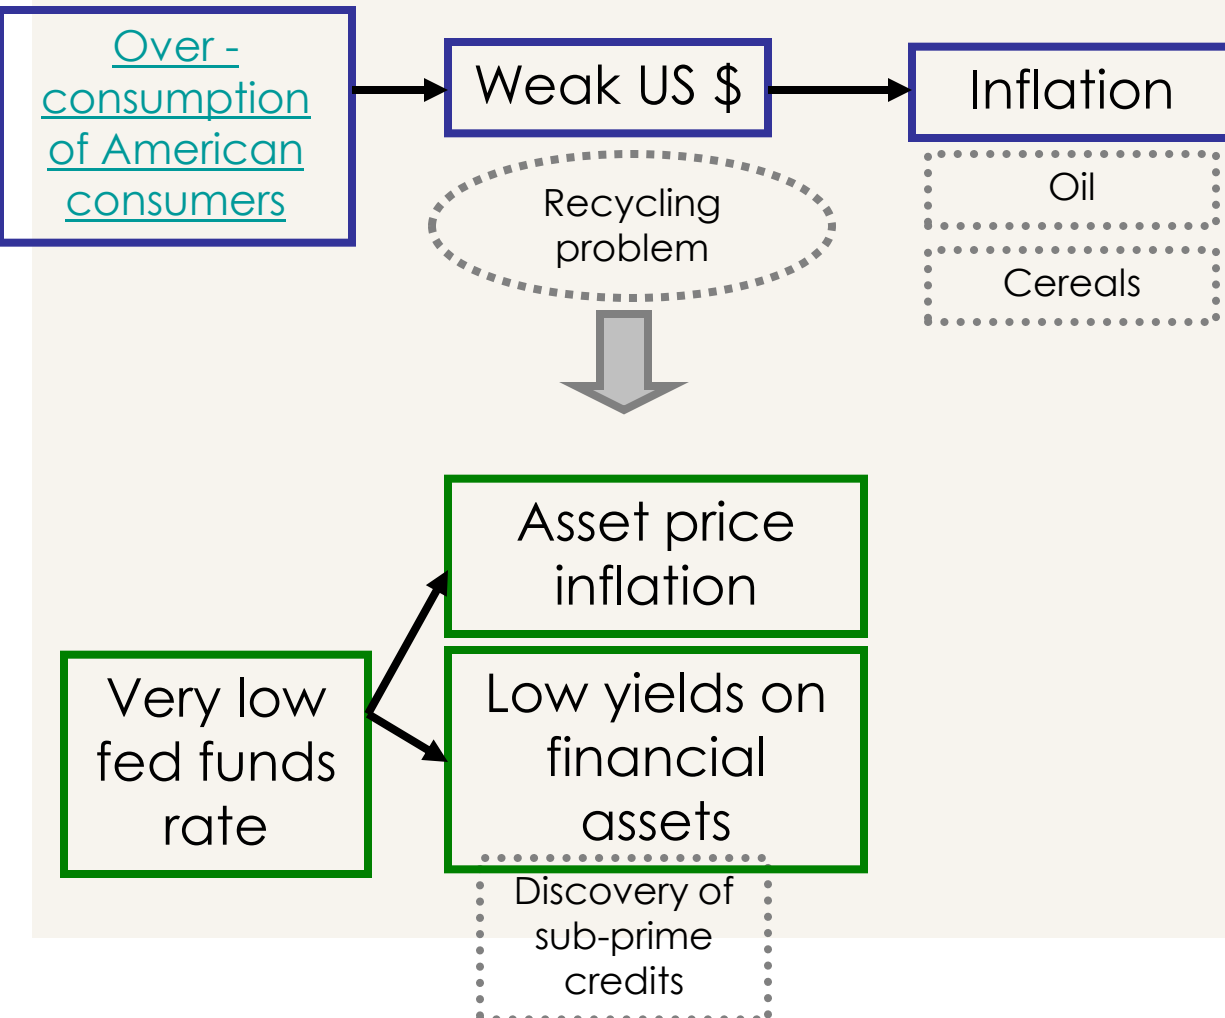 Over -
consumption
of American
consumers
Weak US $
Inflation
Recycling
problem
Oil
Cereals
Asset price
inflation
Very low
fed funds
rate
Low yields on
financial
assets
Discovery of
sub-prime
credits